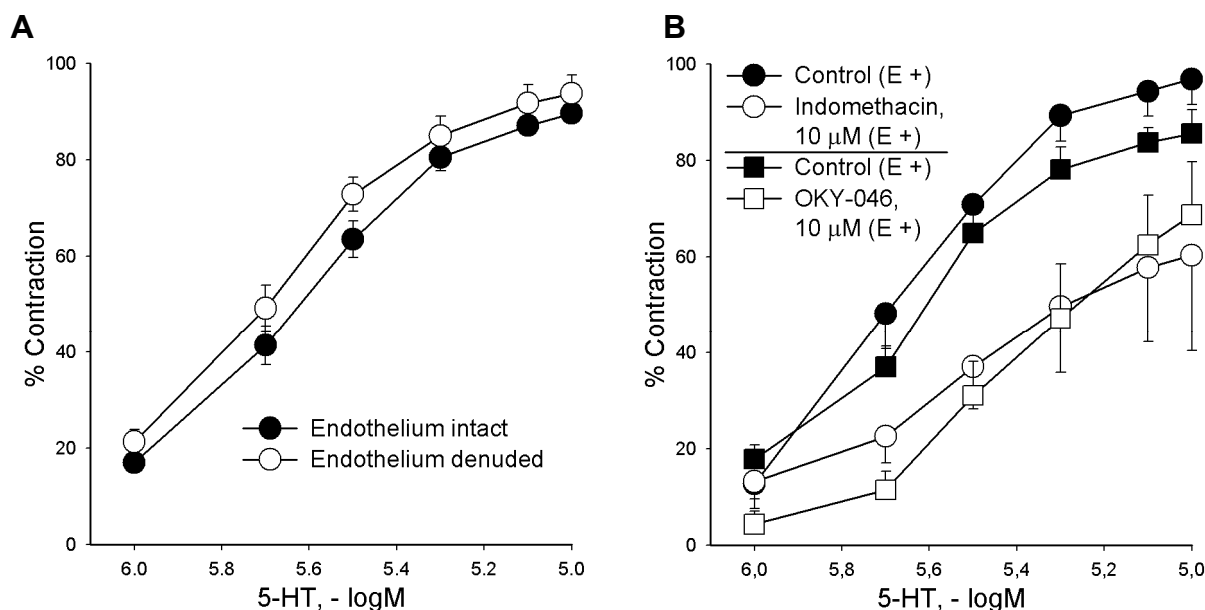 A
% Contraction
100
80
60
40
20
0
Endothelium intact
Endothelium denuded
6.0 5.8 5.6 5.4 5.2 5.0
5-HT, - logM
B
% Contraction
100
80
60
40
20
0
Control (E +)
Indomethacin,
10 μM (E +)
Control (E +)
OKY-046,
10 μM (E +)
6,0 5,8 5,6 5,4 5,2 5,0
5-HT, - logM